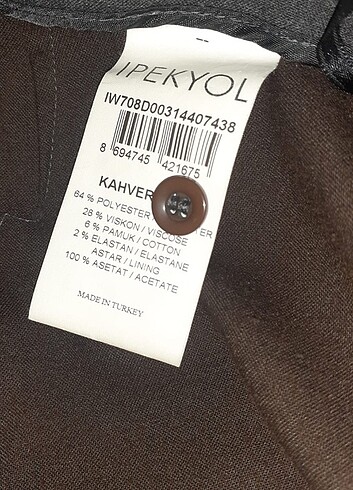 IPEKYOL
IW708D00314407438
8 694745 421675
KAHVER
64 % POLYESTER
28 % VISKON / VISCOSE
6 % PAMUK / COTTON
2 % ELASTAN / ELASTANE
ASTAR / LINING
100 % ASETAT / ACETATE
MADE IN TURKEY